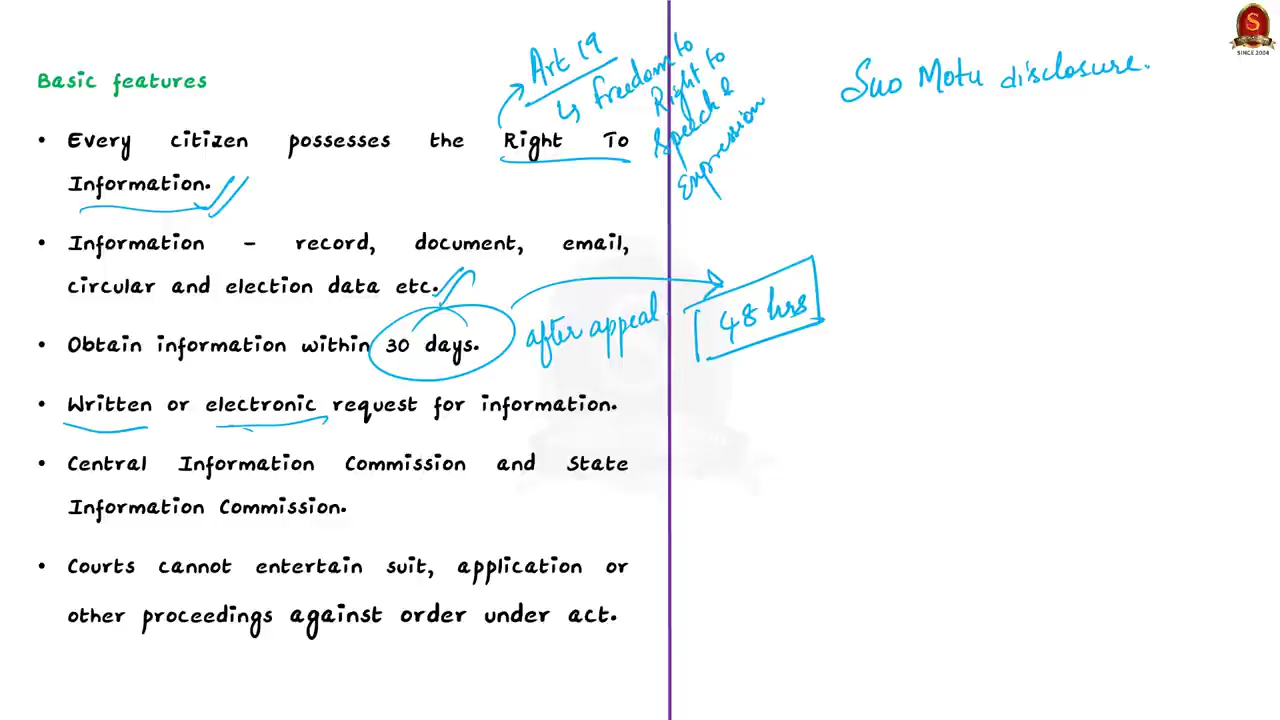 Basic features
• Every citizen possesses the Right To
Information.
• Information – record, document, email,
circular and election data etc.
• Obtain information within 30 days.
• Written or electronic request for information.
• Central Information Commission and State
Information Commission.
• Courts cannot entertain suit, application or
other proceedings against order under act.
Art 19
↳ freedom to
Right to
Speech &
Expression
after appeal
48 hrs
Suo Motu disclosure.
S
SINCE 2004